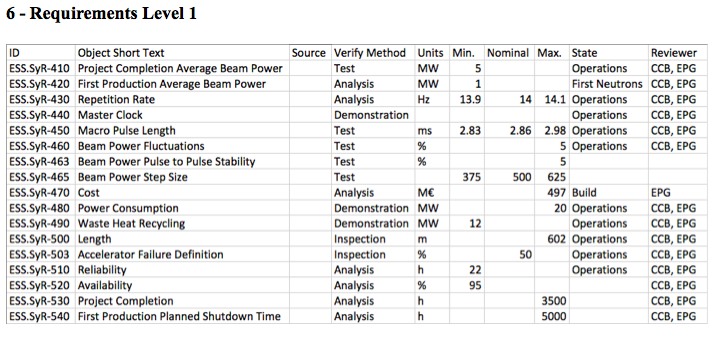 6 - Requirements Level 1
ID Object Short Text Source Verify Method Units Min. Nominal Max. State Reviewer
ESS.SyR-410 Project Completion Average Beam Power Test MW 5 Operations CCB, EPG
ESS.SyR-420 First Production Average Beam Power Analysis MW 1 First Neutrons CCB, EPG
ESS.SyR-430 Repetition Rate Analysis Hz 13.9 14 14.1 Operations CCB, EPG
ESS.SyR-440 Master Clock Demonstration Operations CCB, EPG
ESS.SyR-450 Macro Pulse Length Test ms 2.83 2.86 2.98 Operations CCB, EPG
ESS.SyR-460 Beam Power Fluctuations Test % 5 Operations CCB, EPG
ESS.SyR-463 Beam Power Pulse to Pulse Stability Test % 5
ESS.SyR-465 Beam Power Step Size Test 375 500 625
ESS.SyR-470 Cost Analysis M€ 497 Build EPG
ESS.SyR-480 Power Consumption Demonstration MW 20 Operations CCB, EPG
ESS.SyR-490 Waste Heat Recycling Demonstration MW 12 Operations CCB, EPG
ESS.SyR-500 Length Inspection m 602 Operations CCB, EPG
ESS.SyR-503 Accelerator Failure Definition Inspection % 50 Operations CCB, EPG
ESS.SyR-510 Reliability Analysis h 22 Operations CCB, EPG
ESS.SyR-520 Availability Analysis % 95 CCB, EPG
ESS.SyR-530 Project Completion Analysis h 3500 CCB, EPG
ESS.SyR-540 First Production Planned Shutdown Time Analysis h 5000 CCB, EPG